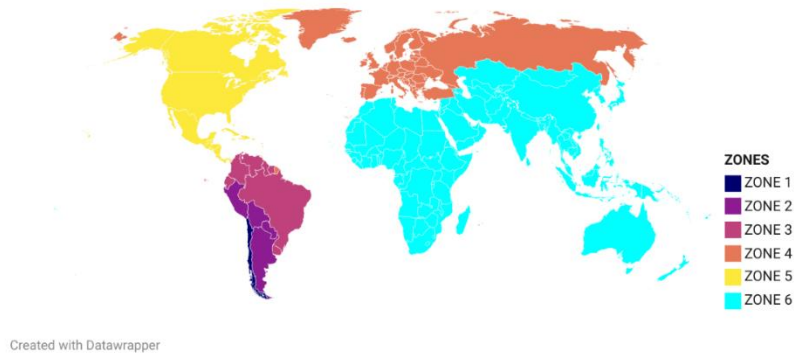 ZONES
ZONE 1
ZONE 2
ZONE 3
ZONE 4
ZONE 5
ZONE 6
Created with Datawrapper